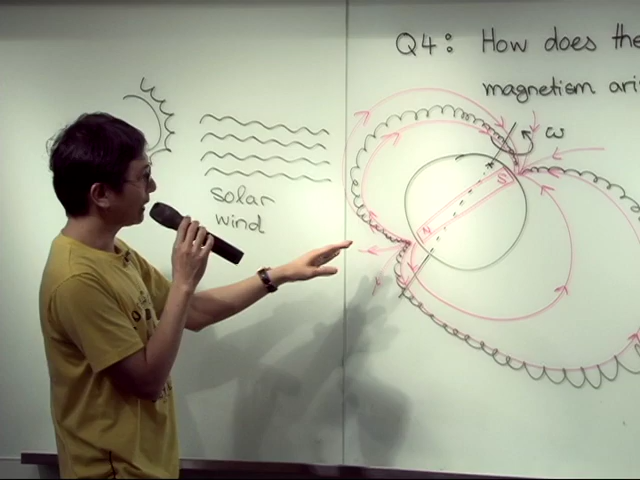 Q4: How does the
magnetism ari
ω
solar
wind
S
N